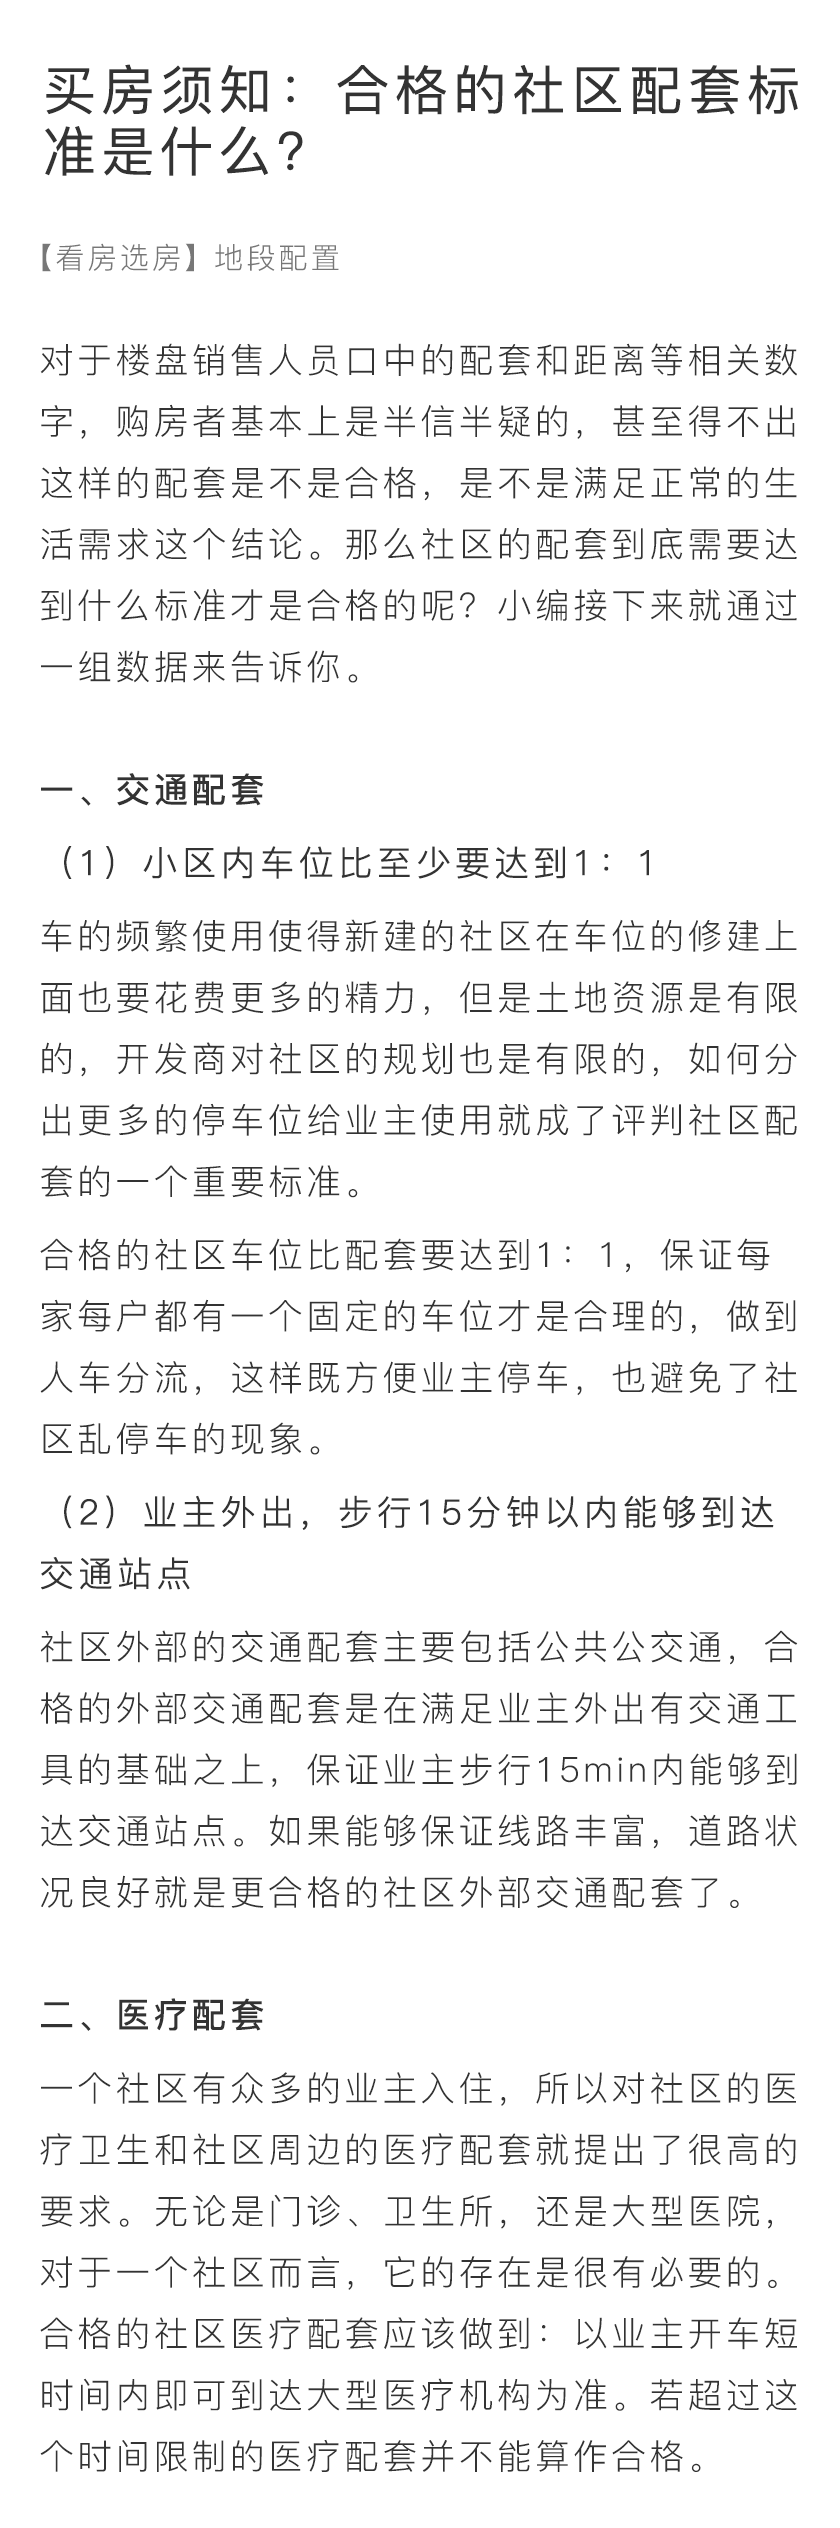 买房须知：合格的社区配套标
准是什么？
【看房选房】地段配置
对于楼盘销售人员口中的配套和距离等相关数
字，购房者基本上是半信半疑的，甚至得不出
这样的配套是不是合格，是不是满足正常的生
活需求这个结论。那么社区的配套到底需要达
到什么标准才是合格的呢？小编接下来就通过
一组数据来告诉你。
一、交通配套
（1）小区内车位比至少要达到1：1
车的频繁使用使得新建的社区在车位的修建上
面也要花费更多的精力，但是土地资源是有限
的，开发商对社区的规划也是有限的，如何分
出更多的停车位给业主使用就成了评判社区配
套的一个重要标准。
合格的社区车位比配套要达到1：1，保证每
家每户都有一个固定的车位才是合理的，做到
人车分流，这样既方便业主停车，也避免了社
区乱停车的现象。
（2）业主外出，步行15分钟以内能够到达
交通站点
社区外部的交通配套主要包括公共公交通，合
格的外部交通配套是在满足业主外出有交通工
具的基础之上，保证业主步行15min内能够到
达交通站点。如果能够保证线路丰富，道路状
况良好就是更合格的社区外部交通配套了。
二、医疗配套
一个社区有众多的业主入住，所以对社区的医
疗卫生和社区周边的医疗配套就提出了很高的
要求。无论是门诊、卫生所，还是大型医院，
对于一个社区而言，它的存在是很有必要的。
合格的社区医疗配套应该做到：以业主开车短
时间内即可到达大型医疗机构为准。若超过这
个时间限制的医疗配套并不能算作合格。